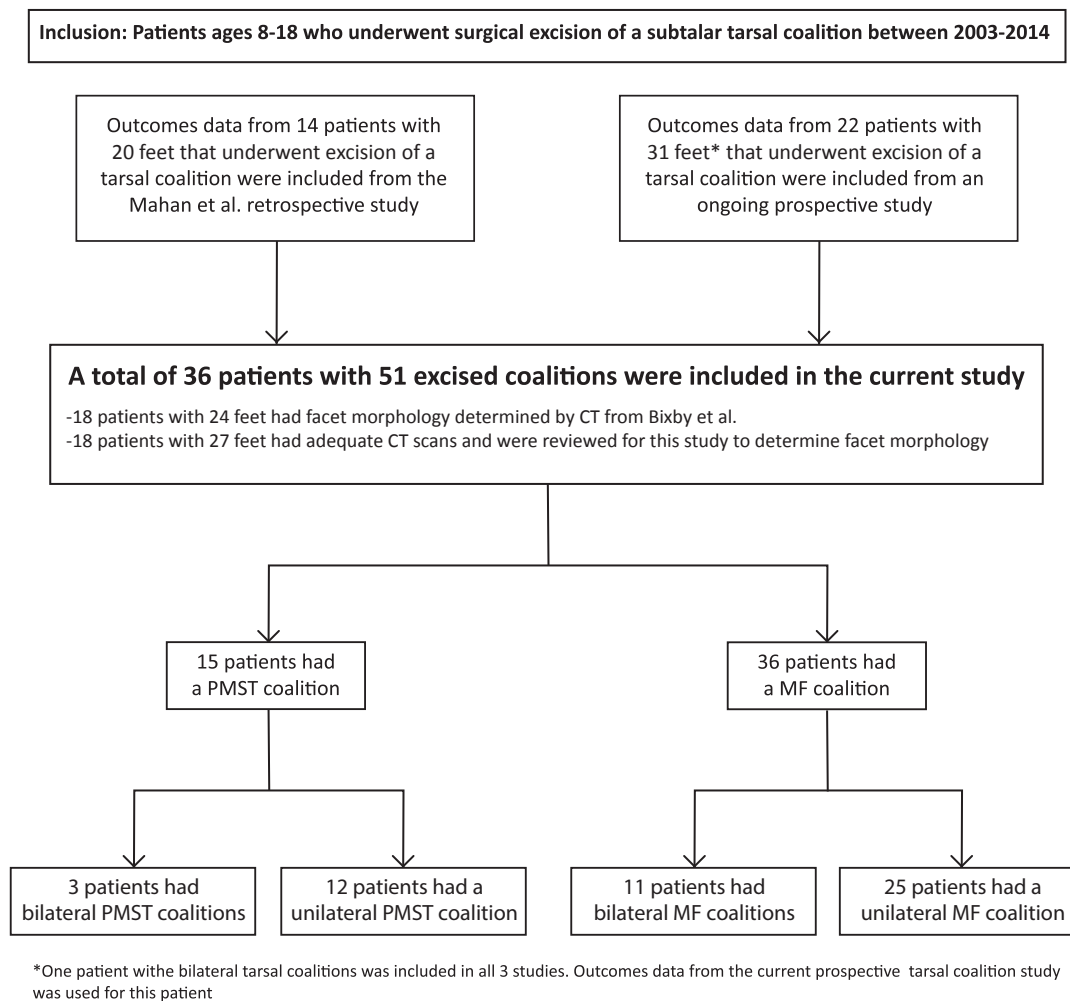 Inclusion: Patients ages 8-18 who underwent surgical excision of a subtalar tarsal coalition between 2003-2014
Outcomes data from 14 patients with
20 feet that underwent excision of a
tarsal coalition were included from the
Mahan et al. retrospective study
Outcomes data from 22 patients with
31 feet* that underwent excision of a
tarsal coalition were included from an
ongoing prospective study
A total of 36 patients with 51 excised coalitions were included in the current study
-18 patients with 24 feet had facet morphology determined by CT from Bixby et al.
-18 patients with 27 feet had adequate CT scans and were reviewed for this study to determine facet morphology
15 patients had
a PMST coalition
36 patients had
a MF coalition
3 patients had
bilateral PMST coalitions
12 patients had a
unilateral PMST coalition
11 patients had
bilateral MF coalitions
25 patients had a
unilateral MF coalition
*One patient withe bilateral tarsal coalitions was included in all 3 studies. Outcomes data from the current prospective tarsal coalition study
was used for this patient